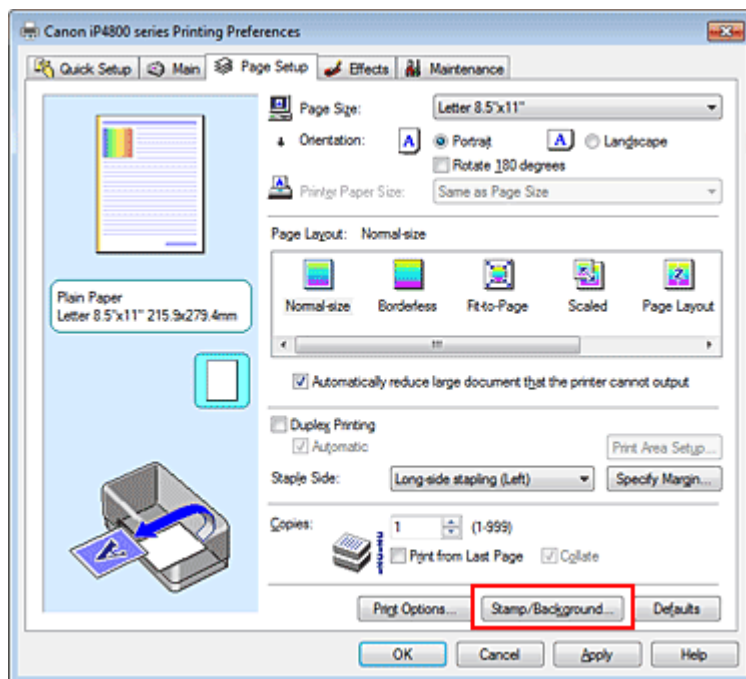 Canon iP4800 series Printing Preferences
Quick Setup Main Page Setup Effects Maintenance
Page Size: Letter 8.5"x11"
Orientation: A Portrait A Landscape
Rotate 180 degrees
Printer Paper Size: Same as Page Size
Page Layout: Normal-size
Normal-size Borderless Fit-to-Page Scaled Page Layout
Plain Paper
Letter 8.5"x11" 215.9x279.4mm
Automatically reduce large document that the printer cannot output
Duplex Printing
Automatic Print Area Setup...
Staple Side: Long-side stapling (Left) Specify Margin...
Copies: 1 (1-999)
Print from Last Page Collate
Print Options... Stamp/Background... Defaults
OK Cancel Apply Help